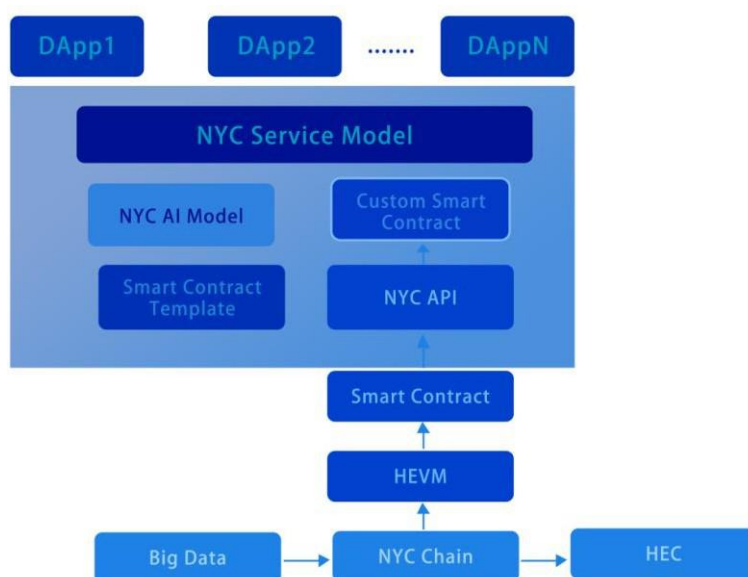 DApp1
DApp2
.......
DAppN
NYC Service Model
NYC AI Model
Custom Smart
Contract
Smart Contract
Template
NYC API
Smart Contract
HEVM
Big Data
NYC Chain
HEC